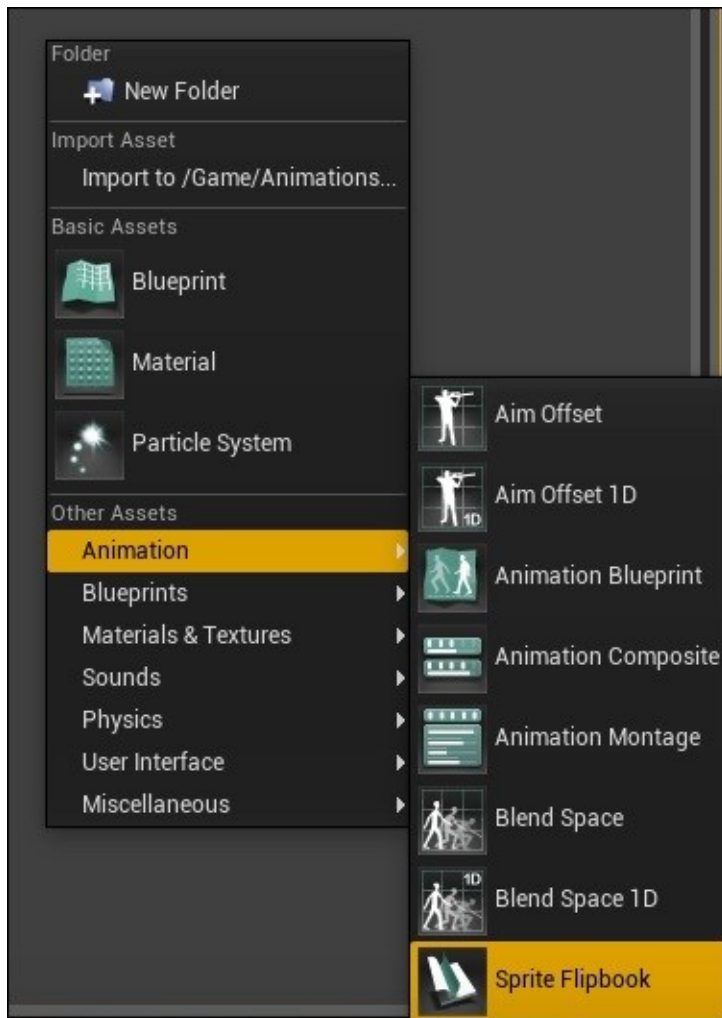 Folder
New Folder
Import Asset
Import to /Game/Animations...
Basic Assets
Blueprint
Material
Particle System
Other Assets
Animation
Blueprints
Materials & Textures
Sounds
Physics
User Interface
Miscellaneous
Aim Offset
Aim Offset 1D
1D
Animation Blueprint
Animation Composite
Animation Montage
Blend Space
1D
Blend Space 1D
Sprite Flipbook